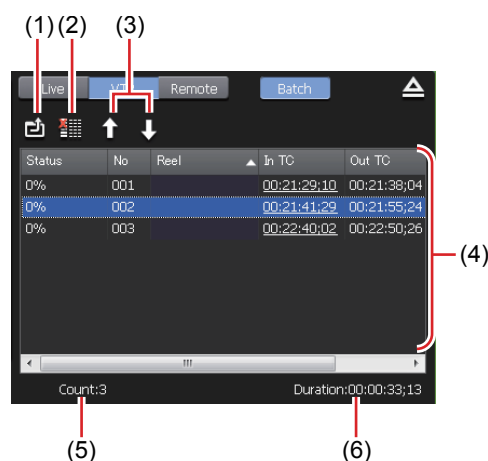 (1) (2) (3)
Live VT Remote Batch
Status No Reel In TC Out TC
0% 001 00:21:29;10 00:21:38;04
0% 002 00:21:41;29 00:21:55;24
0% 003 00:22:40;02 00:22:50;26
(4)
Count:3 Duration:00:00:33;13
(5) (6)